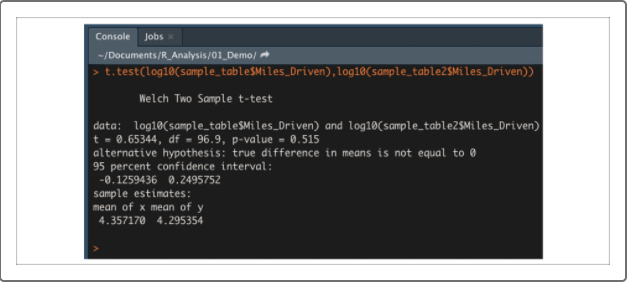 Console Jobs ×
~/Documents/R_Analysis/01_Demo/
> t.test(log10(sample_table$Miles_Driven),log10(sample_table2$Miles_Driven))
Welch Two Sample t-test
data:  log10(sample_table$Miles_Driven) and log10(sample_table2$Miles_Driven)
t = 0.65344, df = 96.9, p-value = 0.515
alternative hypothesis: true difference in means is not equal to 0
95 percent confidence interval:
-0.1259436  0.2495752
sample estimates:
mean of x mean of y
4.357170  4.295354
>